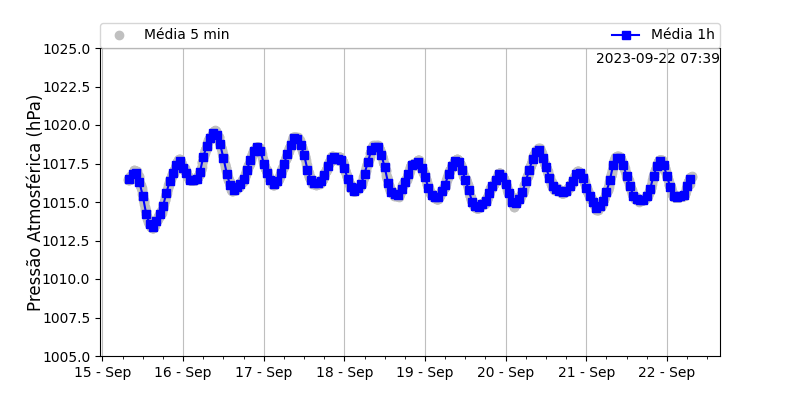 Média 5 min
Média 1h
2023-09-22 07:39
Pressão Atmosférica (hPa)
1025.0
1022.5
1020.0
1017.5
1015.0
1012.5
1010.0
1007.5
1005.0
15 - Sep
16 - Sep
17 - Sep
18 - Sep
19 - Sep
20 - Sep
21 - Sep
22 - Sep